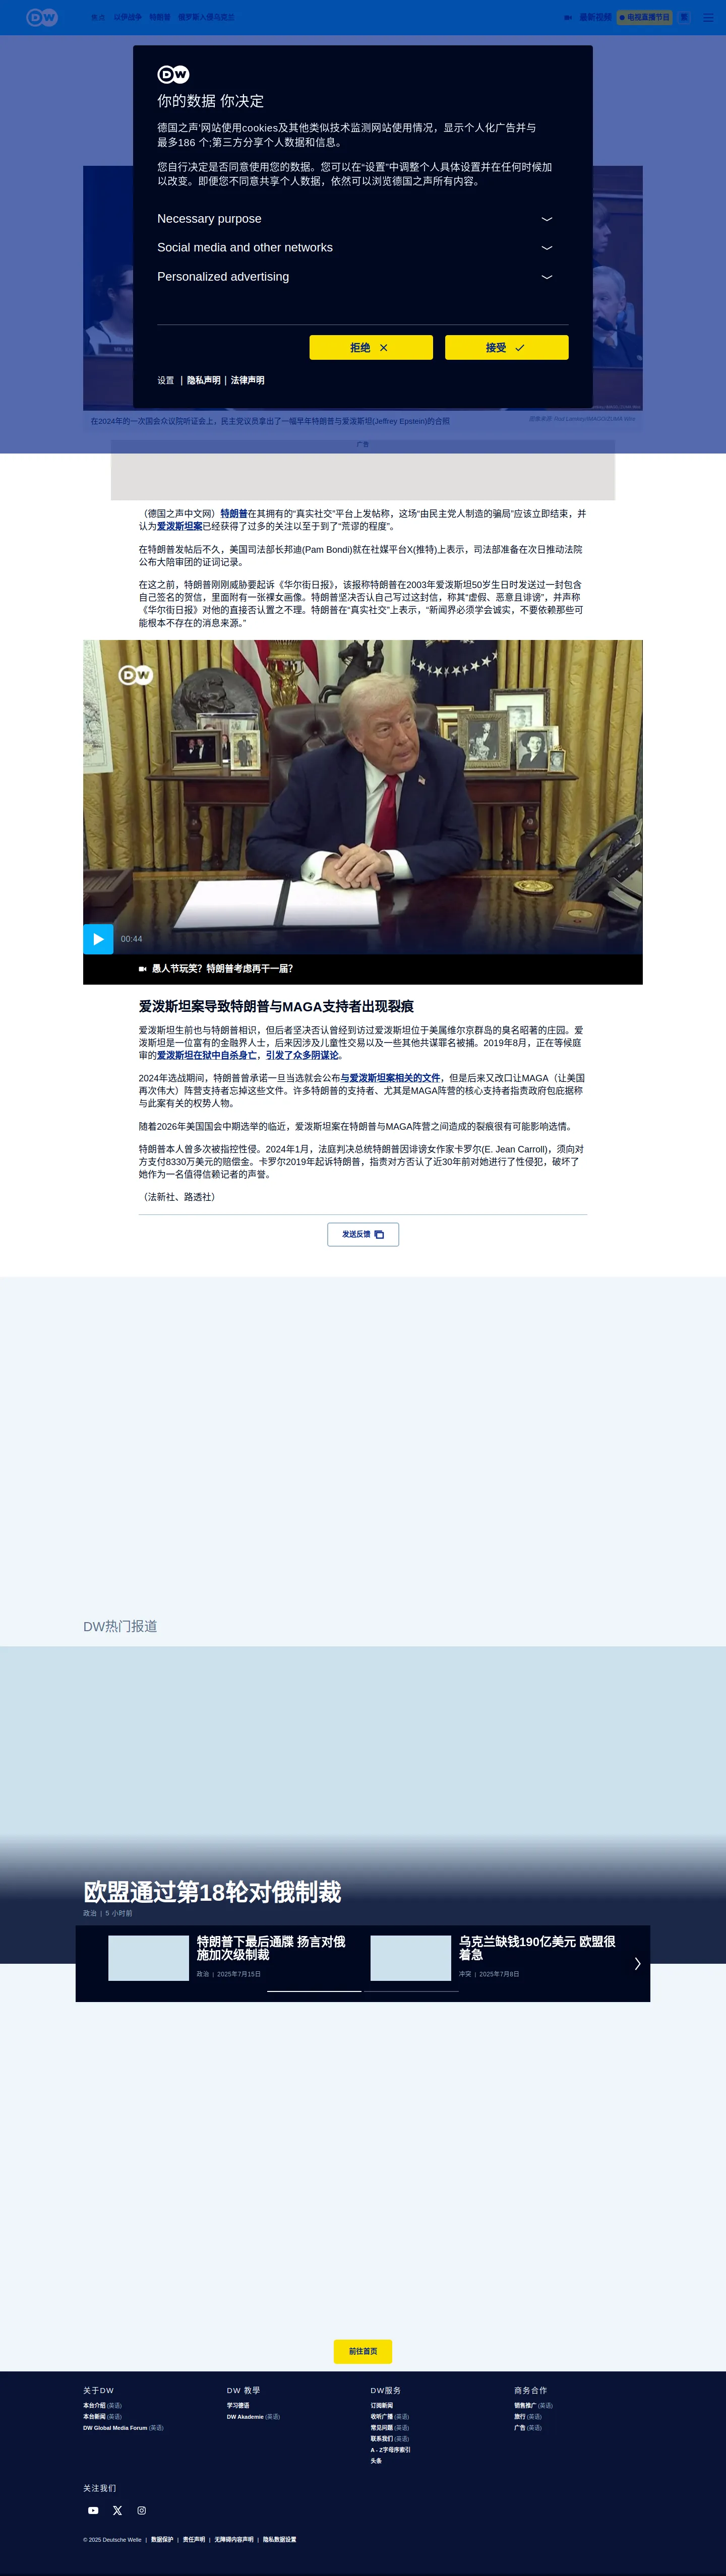 DW
焦点 以伊战争 特朗普 俄罗斯入侵乌克兰
最新视频 电视直播节目 繁
DW
你的数据 你决定
德国之声'网站使用cookies及其他类似技术监测网站使用情况，显示个人化广告并与
最多186 个;第三方分享个人数据和信息。
您自行决定是否同意使用您的数据。您可以在“设置”中调整个人具体设置并在任何时候加
以改变。即便您不同意共享个人数据，依然可以浏览德国之声所有内容。
Necessary purpose
Social media and other networks
Personalized advertising
拒绝
接受
设置 | 隐私声明 | 法律声明
在2024年的一次国会众议院听证会上，民主党议员拿出了一幅早年特朗普与爱泼斯坦(Jeffrey Epstein)的合照
广告
（德国之声中文网）特朗普在其拥有的“真实社交”平台上发帖称，这场“由民主党人制造的骗局”应该立即结束，并
认为爱泼斯坦案已经获得了过多的关注以至于到了“荒谬的程度”。
在特朗普发帖后不久，美国司法部长邦迪(Pam Bondi)就在社媒平台X(推特)上表示，司法部准备在次日推动法院
公布大陪审团的证词记录。
在这之前，特朗普刚刚威胁要起诉《华尔街日报》，该报称特朗普在2003年爱泼斯坦50岁生日时发送过一封包含
自己签名的贺信，里面附有一张裸女画像。特朗普坚决否认自己写过这封信，称其“虚假、恶意且诽谤”，并声称
《华尔街日报》对他的直接否认置之不理。特朗普在“真实社交”上表示，“新闻界必须学会诚实，不要依赖那些可
能根本不存在的消息来源。”
DW
00:44
愚人节玩笑？特朗普考虑再干一届？
爱泼斯坦案导致特朗普与MAGA支持者出现裂痕
爱泼斯坦生前也与特朗普相识，但后者坚决否认曾经到访过爱泼斯坦位于美属维尔京群岛的臭名昭著的庄园。爱
泼斯坦是一位富有的金融界人士，后来因涉及儿童性交易以及一些其他共谋罪名被捕。2019年8月，正在等候庭
审的爱泼斯坦在狱中自杀身亡，引发了众多阴谋论。
2024年选战期间，特朗普曾承诺一旦当选就会公布与爱泼斯坦案相关的文件，但是后来又改口让MAGA（让美国
再次伟大）阵营支持者忘掉这些文件。许多特朗普的支持者、尤其是MAGA阵营的核心支持者指责政府包庇据称
与此案有关的权势人物。
随着2026年美国国会中期选举的临近，爱泼斯坦案在特朗普与MAGA阵营之间造成的裂痕很有可能影响选情。
特朗普本人曾多次被指控性侵。2024年1月，法庭判决总统特朗普因诽谤女作家卡罗尔(E. Jean Carroll)，须向对
方支付8330万美元的赔偿金。卡罗尔2019年起诉特朗普，指责对方否认了近30年前对她进行了性侵犯，破坏了
她作为一名值得信赖记者的声誉。
（法新社、路透社）
发送反馈
DW热门报道
欧盟通过第18轮对俄制裁
政治 | 5 小时前
特朗普下最后通牒 扬言对俄
施加次级制裁
政治 | 2025年7月15日
乌克兰缺钱190亿美元 欧盟很
着急
冲突 | 2025年7月8日
前往首页
关于DW
本台介绍 (英语)
本台新闻 (英语)
DW Global Media Forum (英语)
DW 教學
学习德语
DW Akademie (英语)
DW服务
订阅新闻
收听广播 (英语)
常见问题 (英语)
联系我们 (英语)
A - Z字母序索引
头条
商务合作
销售推广 (英语)
旅行 (英语)
广告 (英语)
关注我们
© 2025 Deutsche Welle | 数据保护 | 责任声明 | 无障碍内容声明 | 隐私数据设置